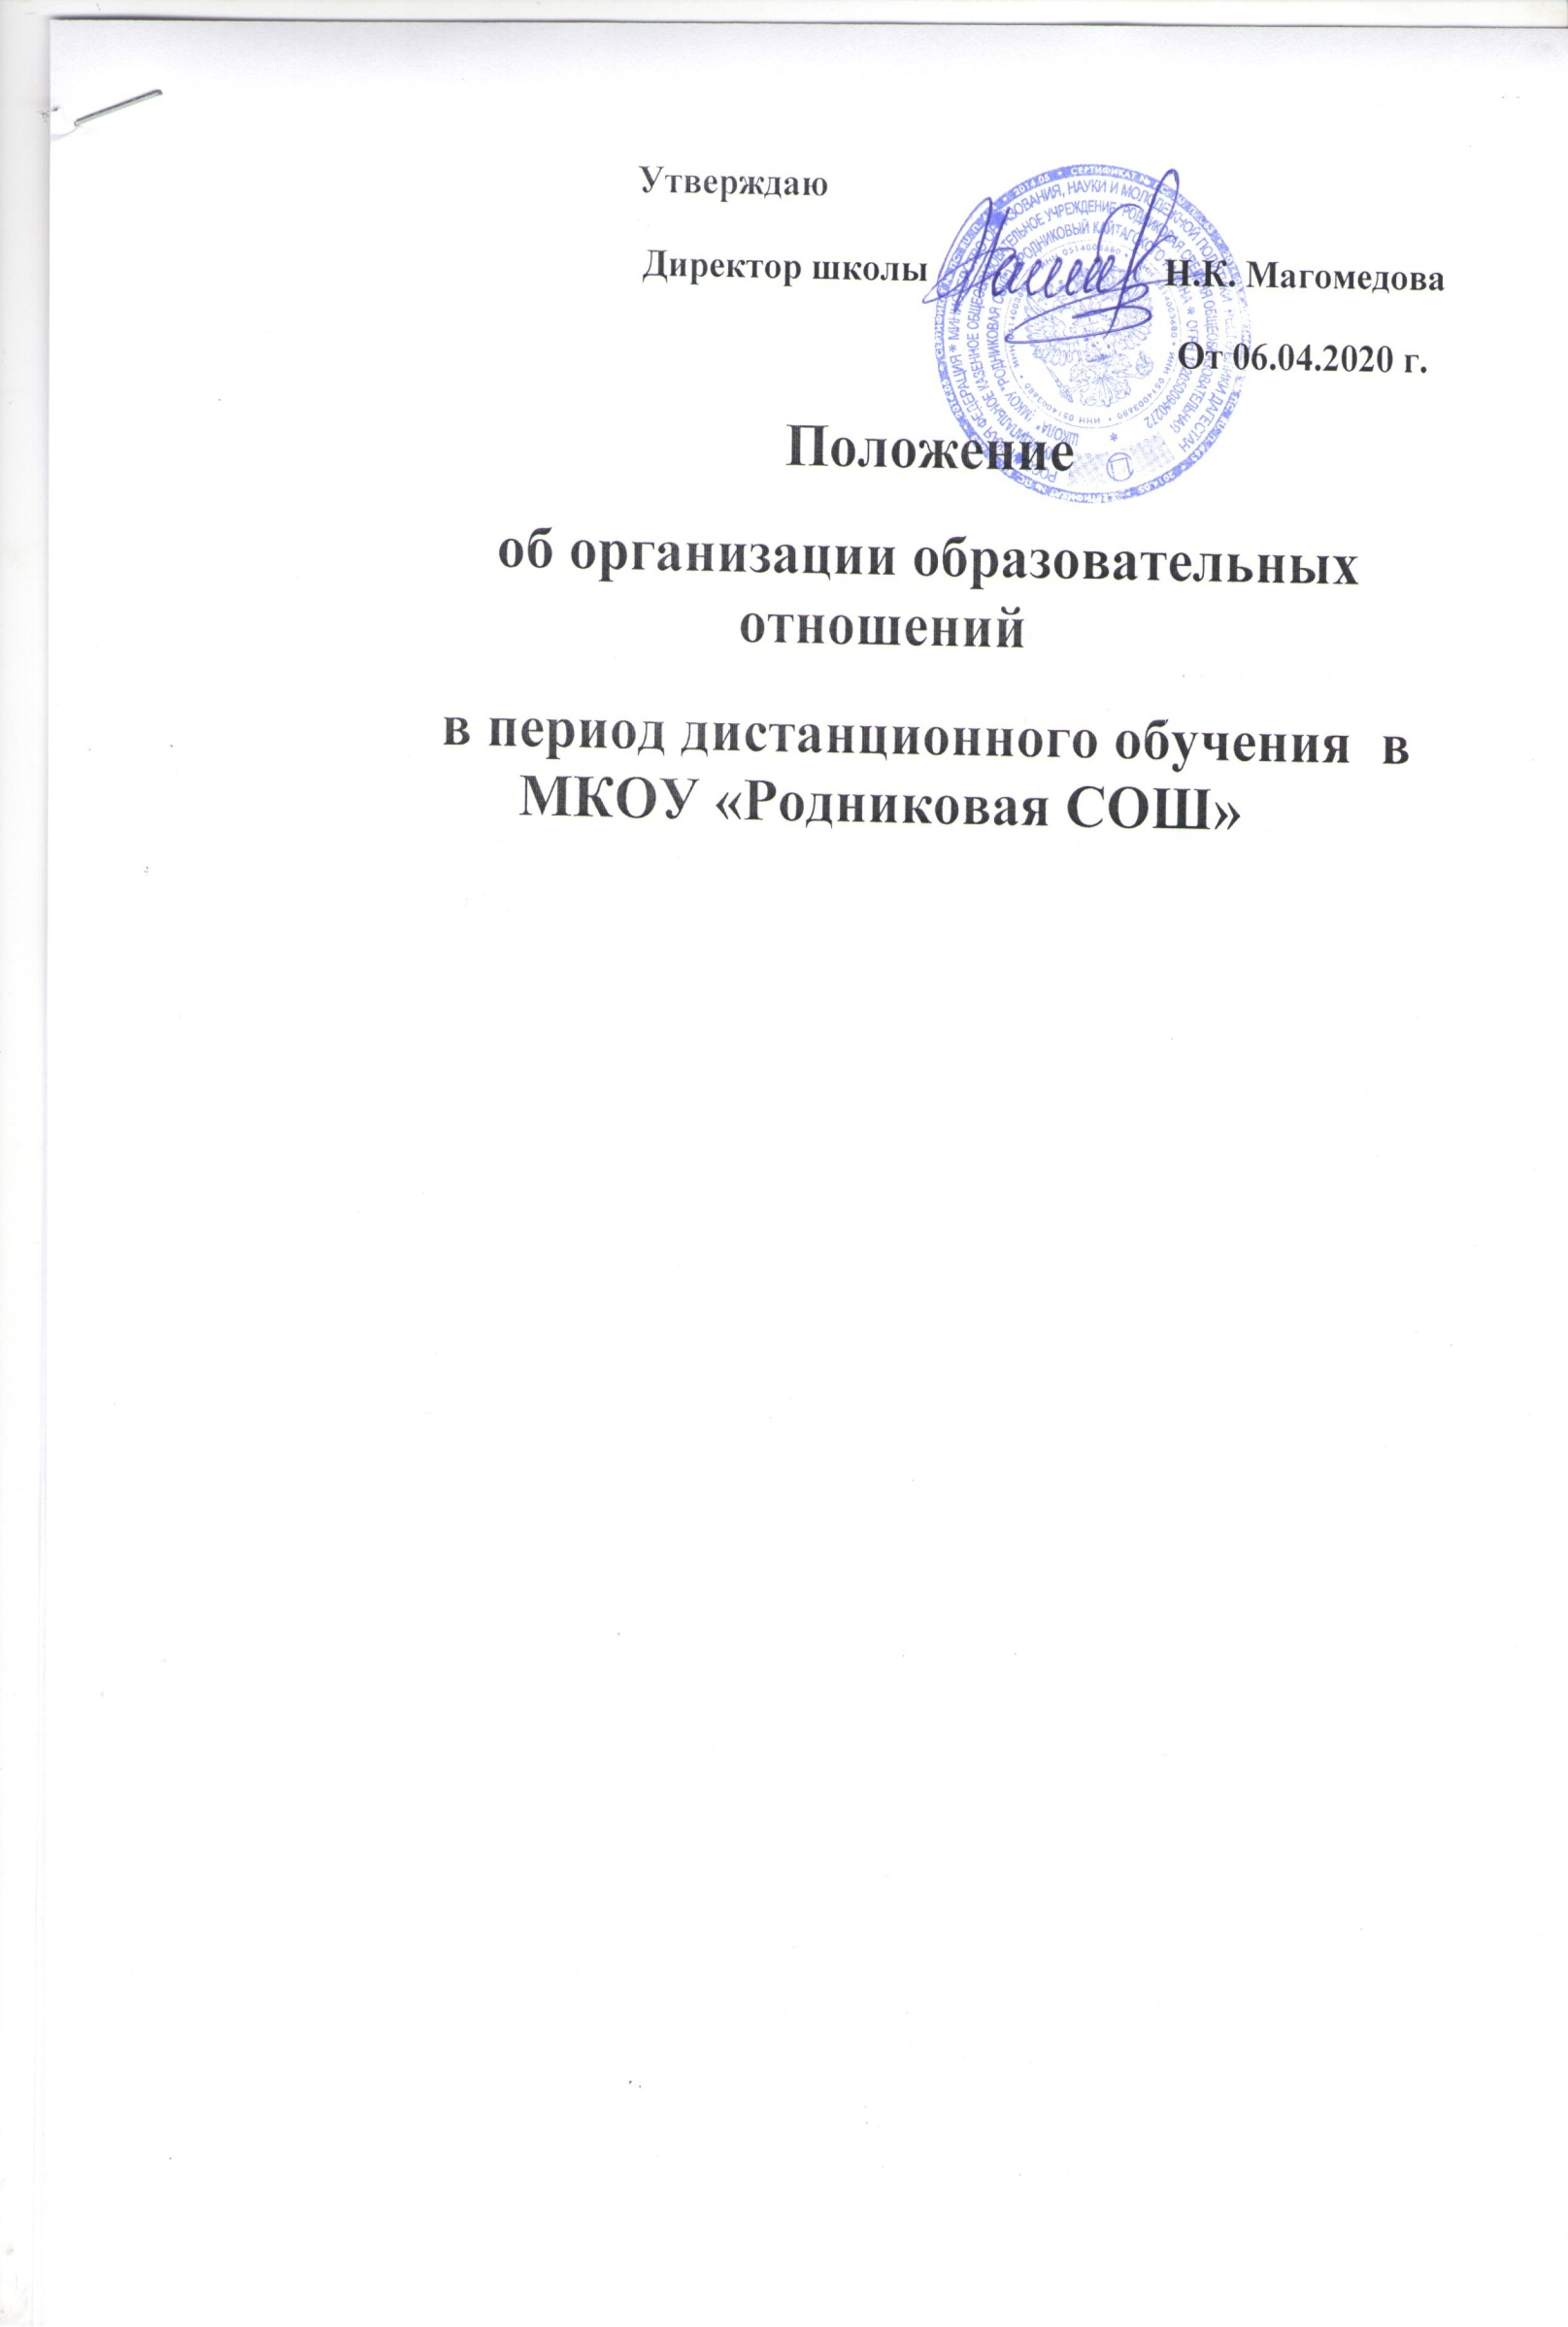 Утверждаю
Директор школы Н.К. Магомедова
От 06.04.2020 г.
Положение
об организации образовательных
отношений
в период дистанционного обучения в
МКОУ «Родниковая СОШ»